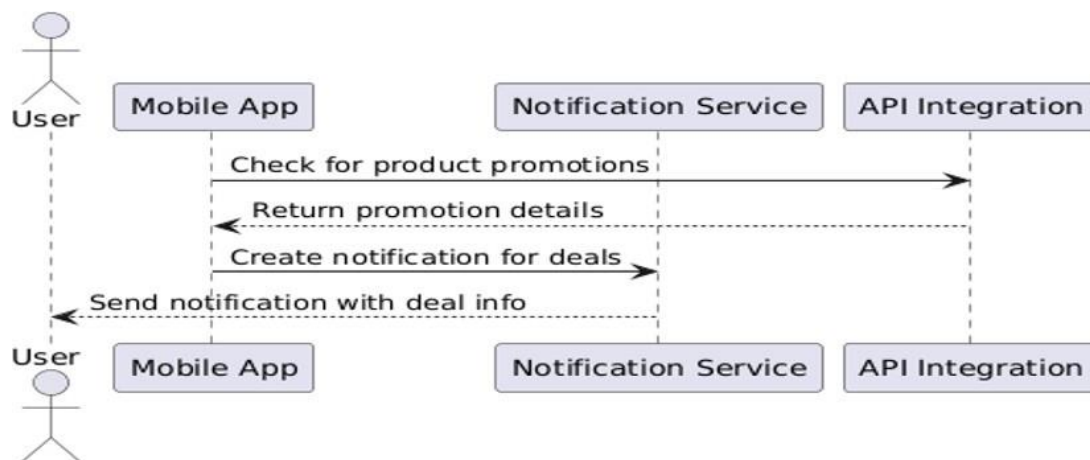 User
Mobile App
Notification Service
API Integration
Check for product promotions
Return promotion details
Create notification for deals
Send notification with deal info
User
Mobile App
Notification Service
API Integration